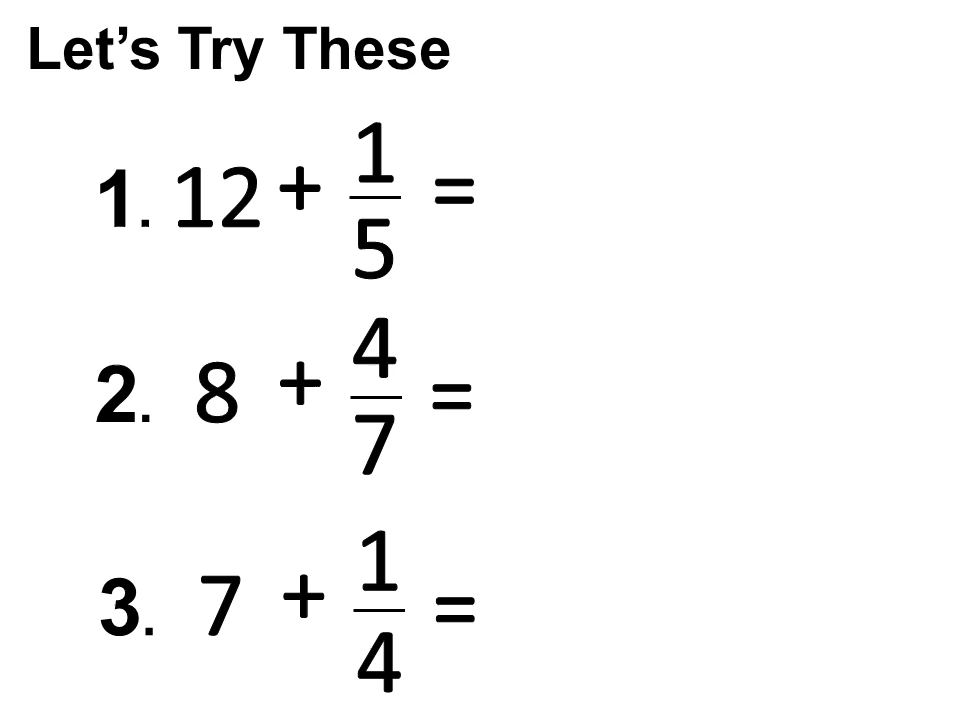 Let's Try These
1. 12 + 1/5 =
2. 8 + 4/7 =
3. 7 + 1/4 =